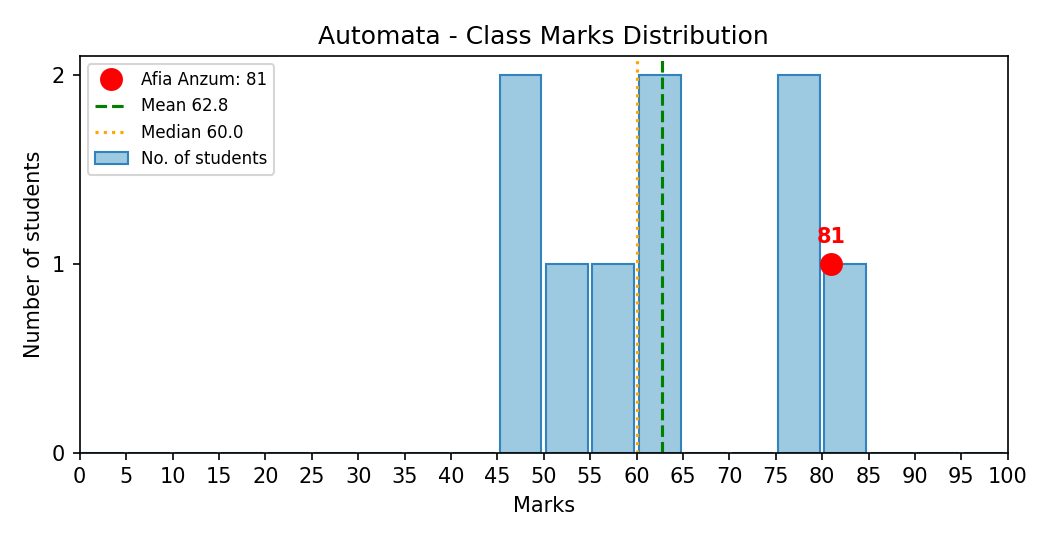 Automata - Class Marks Distribution
Afia Anzum: 81
Mean 62.8
Median 60.0
No. of students
Number of students
2
1
0
81
0 5 10 15 20 25 30 35 40 45 50 55 60 65 70 75 80 85 90 95 100
Marks